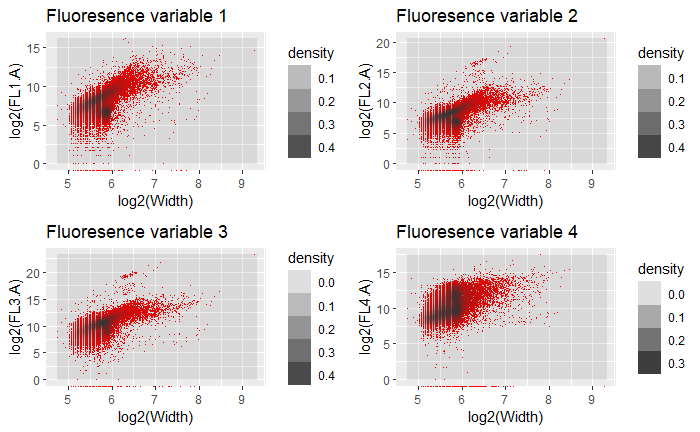 Fluoresence variable 1
15
10
5
0
log2(FL1.A)
5 6 7 8 9
log2(Width)
density
0.1
0.2
0.3
0.4
Fluoresence variable 2
20
15
10
5
0
log2(FL2.A)
5 6 7 8 9
log2(Width)
density
0.1
0.2
0.3
0.4
Fluoresence variable 3
20
15
10
5
0
log2(FL3.A)
5 6 7 8 9
log2(Width)
density
0.0
0.1
0.2
0.3
0.4
Fluoresence variable 4
20
15
10
5
0
log2(FL4.A)
5 6 7 8 9
log2(Width)
density
0.0
0.1
0.2
0.3